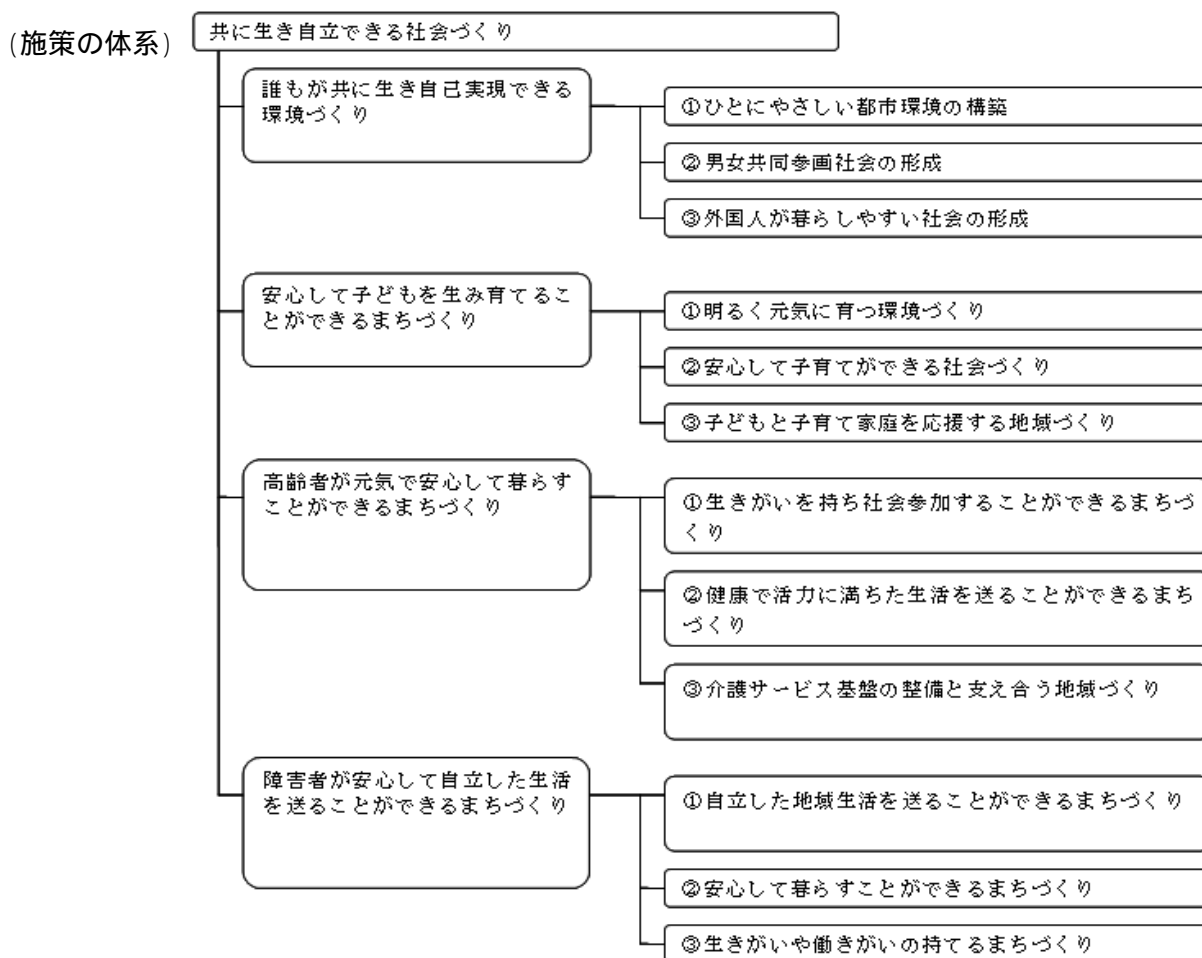 (施策の体系)
共に生き自立できる社会づくり
誰もが共に生き自己実現できる
環境づくり
①ひとにやさしい都市環境の構築
②男女共同参画社会の形成
③外国人が暮らしやすい社会の形成
安心して子どもを生み育てるこ
とができるまちづくり
①明るく元気に育つ環境づくり
②安心して子育てができる社会づくり
③子どもと子育て家庭を応援する地域づくり
高齢者が元気で安心して暮らす
ことができるまちづくり
①生きがいを持ち社会参加することができるまちづ
くり
②健康で活力に満ちた生活を送ることができるまち
づくり
③介護サービス基盤の整備と支え合う地域づくり
障害者が安心して自立した生活
を送ることができるまちづくり
①自立した地域生活を送ることができるまちづくり
②安心して暮らすことができるまちづくり
③生きがいや働きがいの持てるまちづくり